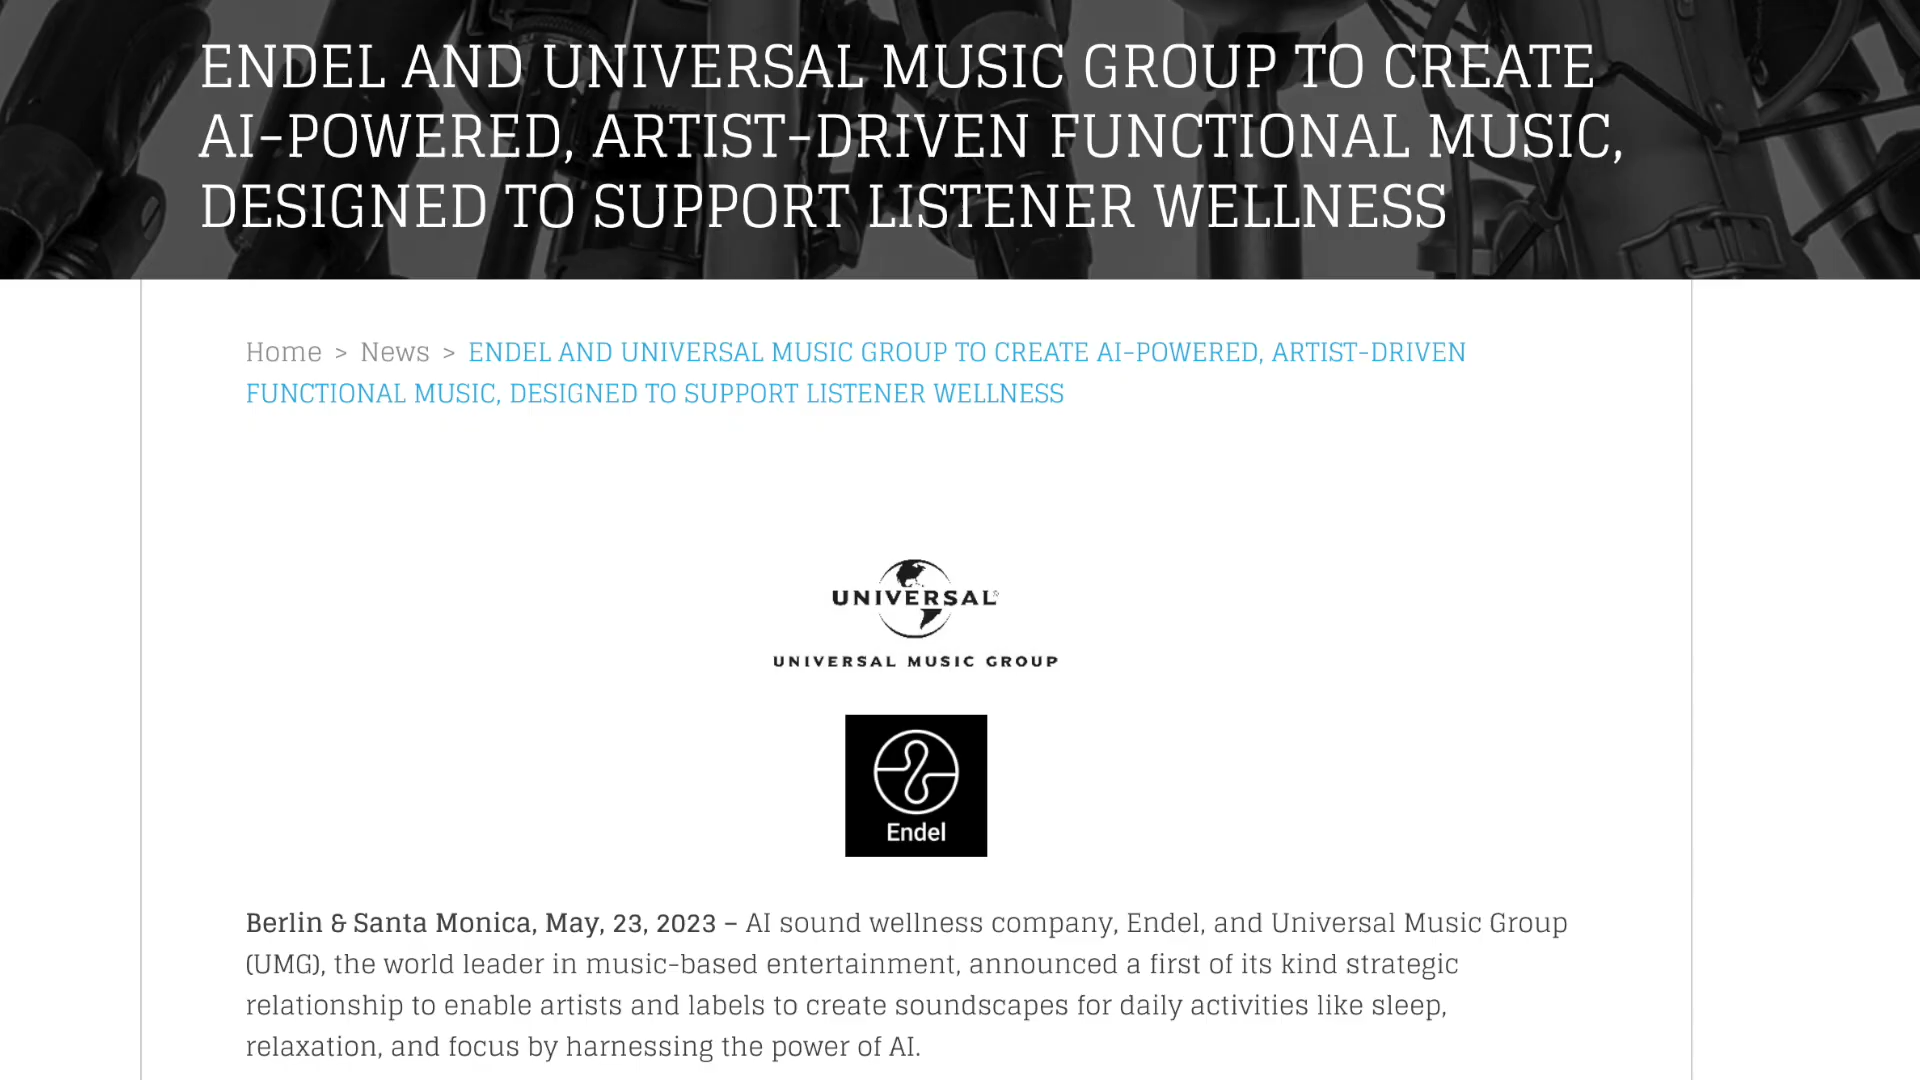 ENDEL AND UNIVERSAL MUSIC GROUP TO CREATE
AI-POWERED, ARTIST-DRIVEN FUNCTIONAL MUSIC,
DESIGNED TO SUPPORT LISTENER WELLNESS
Home > News > ENDEL AND UNIVERSAL MUSIC GROUP TO CREATE AI-POWERED, ARTIST-DRIVEN
FUNCTIONAL MUSIC, DESIGNED TO SUPPORT LISTENER WELLNESS
UNIVERSAL®
UNIVERSAL MUSIC GROUP
Endel
Berlin & Santa Monica, May, 23, 2023 – AI sound wellness company, Endel, and Universal Music Group
(UMG), the world leader in music-based entertainment, announced a first of its kind strategic
relationship to enable artists and labels to create soundscapes for daily activities like sleep,
relaxation, and focus by harnessing the power of AI.